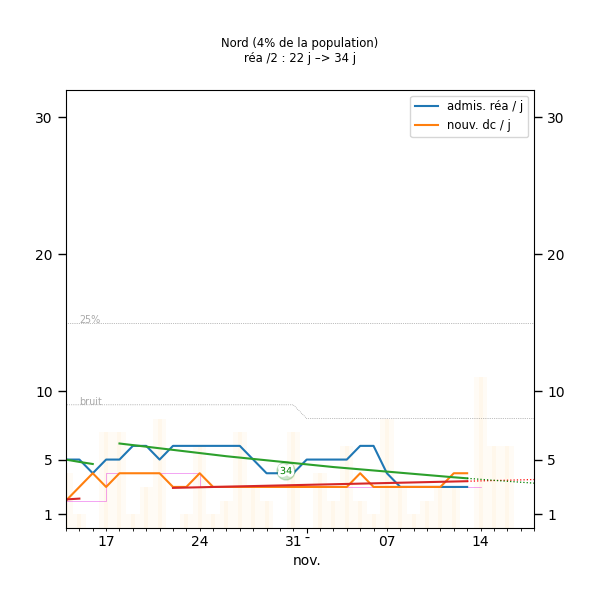 Nord (4% de la population)
réa /2 : 22 j –> 34 j
admis. réa / j
nouv. dc / j
30
30
20
20
25%
10
10
bruit
5
5
34
1
1
17
24
31
07
14
nov.